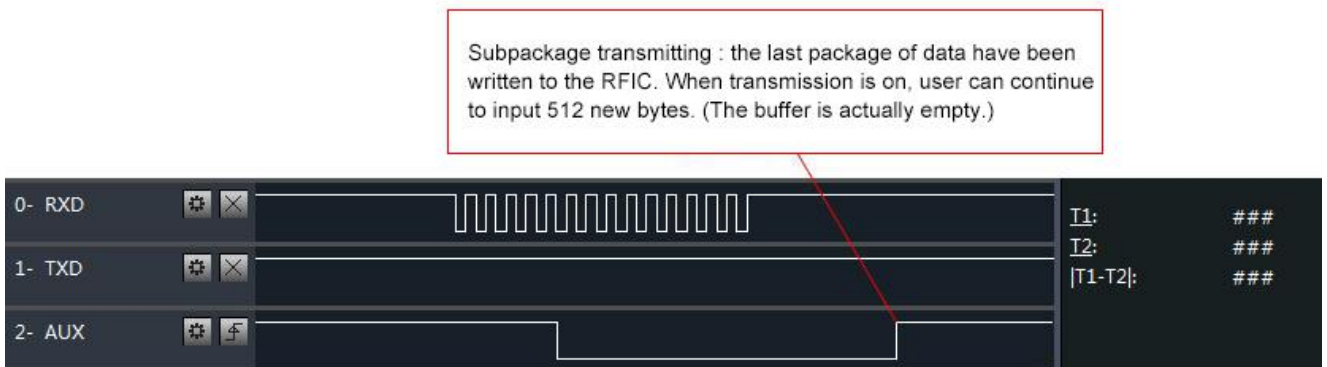 Subpackage transmitting : the last package of data have been
written to the RFIC. When transmission is on, user can continue
to input 512 new bytes. (The buffer is actually empty.)
0- RXD
T1: ###
1- TXD
T2: ###
|T1-T2|: ###
2- AUX